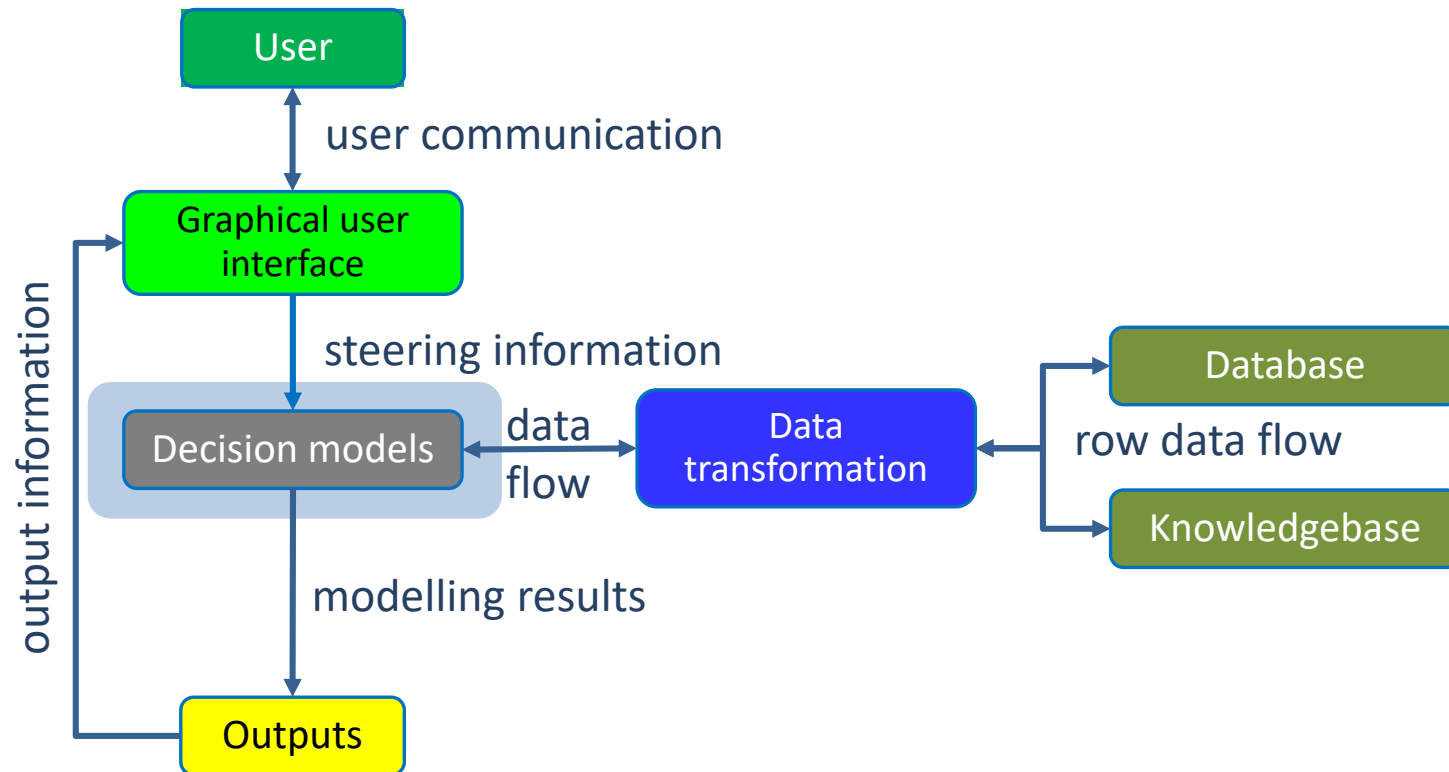 User
user communication
Graphical user
interface
steering information
output information
Decision models
data
flow
Data
transformation
Database
row data flow
Knowledgebase
modelling results
Outputs